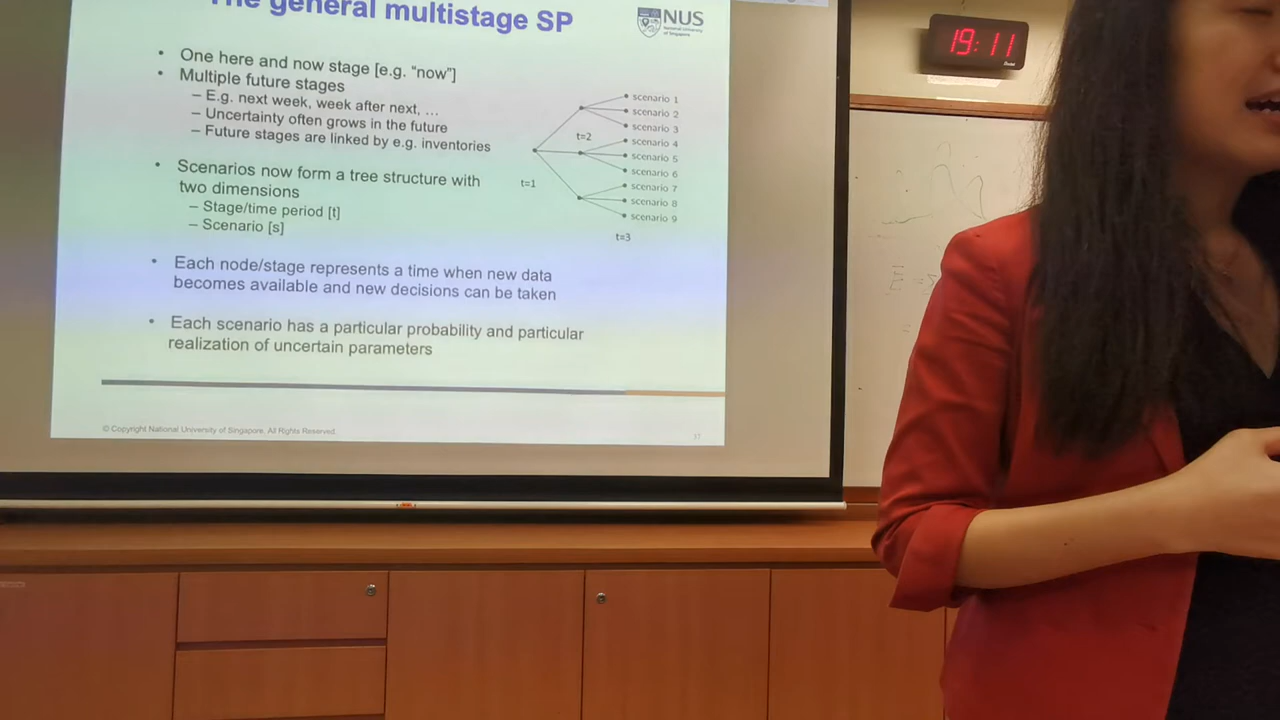 The general multistage SP
NUS
National University
of Singapore
• One here and now stage [e.g. “now”]
• Multiple future stages
– E.g. next week, week after next, …
– Uncertainty often grows in the future
– Future stages are linked by e.g. inventories
• Scenarios now form a tree structure with
two dimensions
– Stage/time period [t]
– Scenario [s]
• Each node/stage represents a time when new data
becomes available and new decisions can be taken
• Each scenario has a particular probability and particular
realization of uncertain parameters
t=1
t=2
t=3
scenario 1
scenario 2
scenario 3
scenario 4
scenario 5
scenario 6
scenario 7
scenario 8
scenario 9
© Copyright National University of Singapore. All Rights Reserved.
19:11